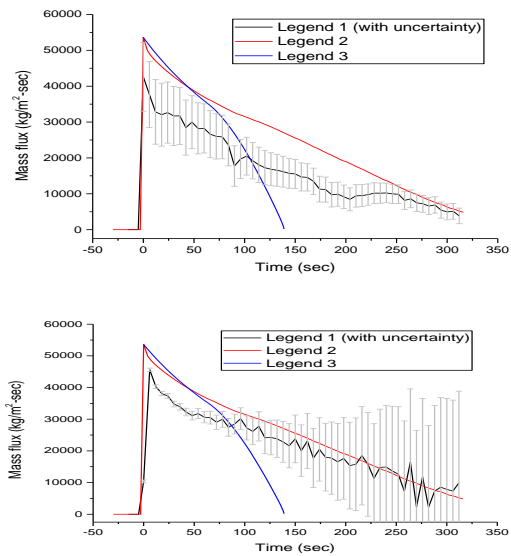 60000
50000
40000
30000
20000
10000
0
Mass flux (kg/m²-sec)
Legend 1 (with uncertainty)
Legend 2
Legend 3
-50 0 50 100 150 200 250 300 350
Time (sec)
60000
50000
40000
30000
20000
10000
0
Mass flux (kg/m²-sec)
Legend 1 (with uncertainty)
Legend 2
Legend 3
-50 0 50 100 150 200 250 300 350
Time (sec)